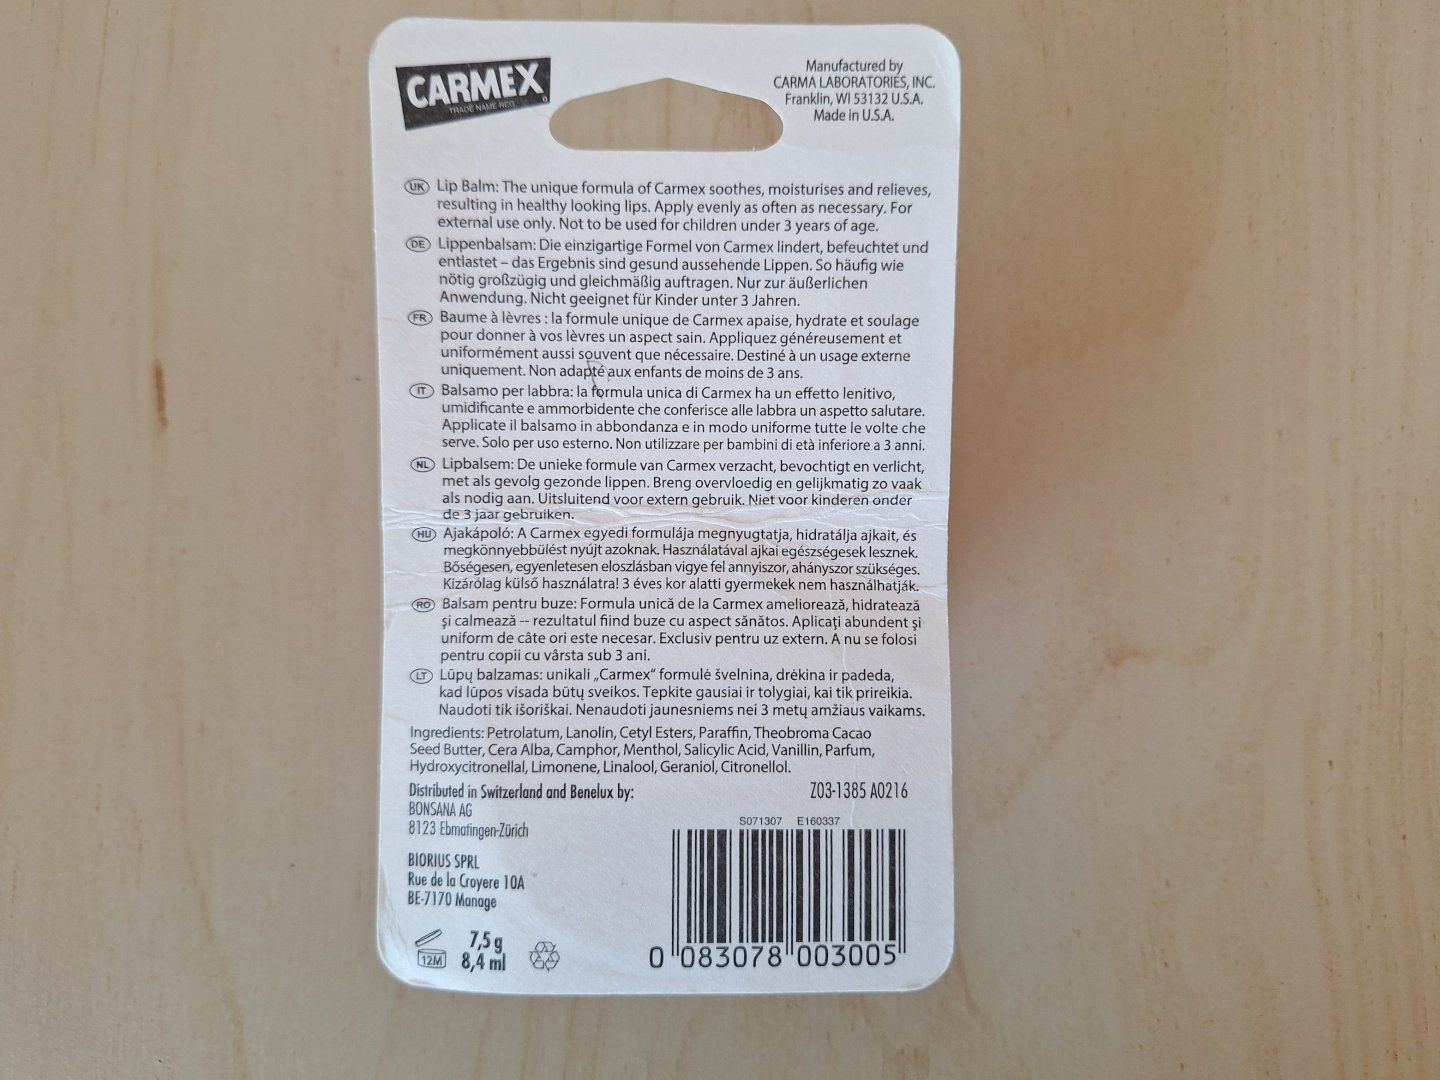 CARMEX
TRADE NAME REG.
Manufactured by
CARMA LABORATORIES, INC.
Franklin, WI 53132 U.S.A.
Made in U.S.A.
UK Lip Balm: The unique formula of Carmex soothes, moisturises and relieves,
resulting in healthy looking lips. Apply evenly as often as necessary. For
external use only. Not to be used for children under 3 years of age.
DE Lippenbalsam: Die einzigartige Formel von Carmex lindert, befeuchtet und
entlastet – das Ergebnis sind gesund aussehende Lippen. So häufig wie
nötig großzügig und gleichmäßig auftragen. Nur zur äußerlichen
Anwendung. Nicht geeignet für Kinder unter 3 Jahren.
FR Baume à lèvres : la formule unique de Carmex apaise, hydrate et soulage
pour donner à vos lèvres un aspect sain. Appliquez généreusement et
uniformément aussi souvent que nécessaire. Destiné à un usage externe
uniquement. Non adapté aux enfants de moins de 3 ans.
IT Balsamo per labbra: la formula unica di Carmex ha un effetto lenitivo,
umidificante e ammorbidente che conferisce alle labbra un aspetto salutare.
Applicate il balsamo in abbondanza e in modo uniforme tutte le volte che
serve. Solo per uso esterno. Non utilizzare per bambini di età inferiore a 3 anni.
NL Lipbalsem: De unieke formule van Carmex verzacht, bevochtigt en verlicht,
met als gevolg gezonde lippen. Breng overvloedig en gelijkmatig zo vaak
als nodig aan. Uitsluitend voor extern gebruik. Niet voor kinderen onder
de 3 jaar gebruiken.
HU Ajakápoló: A Carmex egyedi formulája megnyugtatja, hidratálja ajkait, és
megkönnyebbülést nyújt azoknak. Használatával ajkai egészségesek lesznek.
Bőségesen, egyenletesen eloszlásban vigye fel annyiszor, ahányszor szükséges.
Kizárólag külső használatra! 3 éves kor alatti gyermekek nem használhatják.
RO Balsam pentru buze: Formula unică de la Carmex ameliorează, hidratează
şi calmează -- rezultatul fiind buze cu aspect sănătos. Aplicaţi abundent şi
uniform de câte ori este necesar. Exclusiv pentru uz extern. A nu se folosi
pentru copii cu vârsta sub 3 ani.
LT Lūpų balzamas: unikali „Carmex“ formulė švelnina, drėkina ir padeda,
kad lūpos visada būtų sveikos. Tepkite gausiai ir tolygiai, kai tik prireikia.
Naudoti tik išoriškai. Nenaudoti jaunesniems nei 3 metų amžiaus vaikams.
Ingredients: Petrolatum, Lanolin, Cetyl Esters, Paraffin, Theobroma Cacao
Seed Butter, Cera Alba, Camphor, Menthol, Salicylic Acid, Vanillin, Parfum,
Hydroxycitronellal, Limonene, Linalool, Geraniol, Citronellol.
Distributed in Switzerland and Benelux by:
BONSANA AG
8123 Ebmatingen-Zürich
BIORIUS SPRL
Rue de la Croyere 10A
BE-7170 Manage
12M
7,5 g
8,4 ml
Z03-1385 A0216
S071307 E160337
0 083078 003005